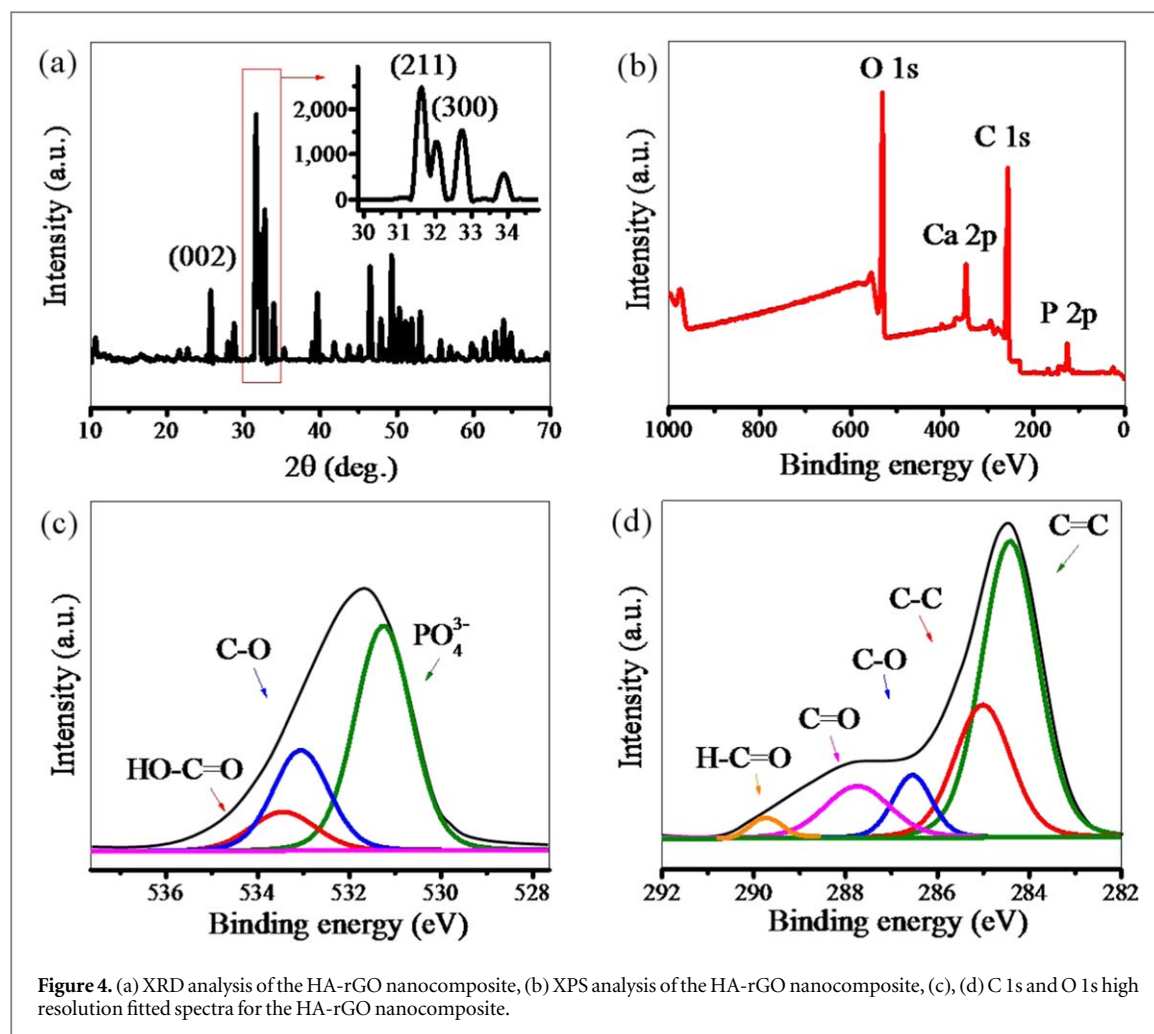 (a)
(211)
(300)
2,000
1,000
0
30 31 32 33 34
(002)
Intensity (a.u.)
10 20 30 40 50 60 70
2θ (deg.)
(b)
O 1s
C 1s
Ca 2p
P 2p
Intensity (a.u.)
1000 800 600 400 200 0
Binding energy (eV)
(c)
C-O
PO₄³⁻
HO-C=O
Intensity (a.u.)
536 534 532 530 528
Binding energy (eV)
(d)
C=C
C-C
C-O
C=O
H-C=O
Intensity (a.u.)
292 290 288 286 284 282
Binding energy (eV)
Figure 4. (a) XRD analysis of the HA-rGO nanocomposite, (b) XPS analysis of the HA-rGO nanocomposite, (c), (d) C 1s and O 1s high
resolution fitted spectra for the HA-rGO nanocomposite.